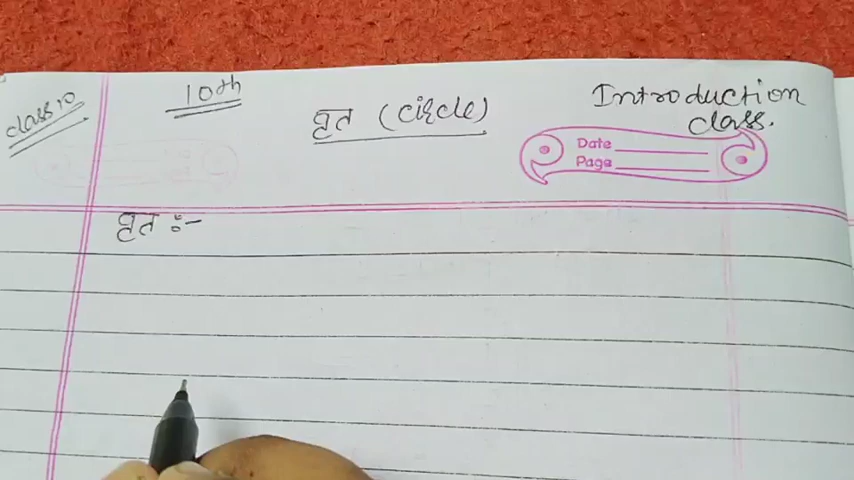 class 10
10th
वृत (circle)
Introduction
class.
Date
Page
वृत :-